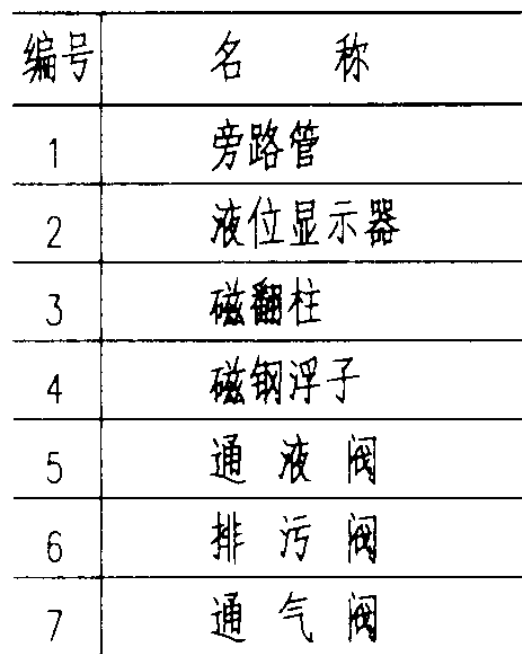 编号 名 称
1 旁路管
2 液位显示器
3 磁翻柱
4 磁钢浮子
5 通 液 阀
6 排 污 阀
7 通 气 阀